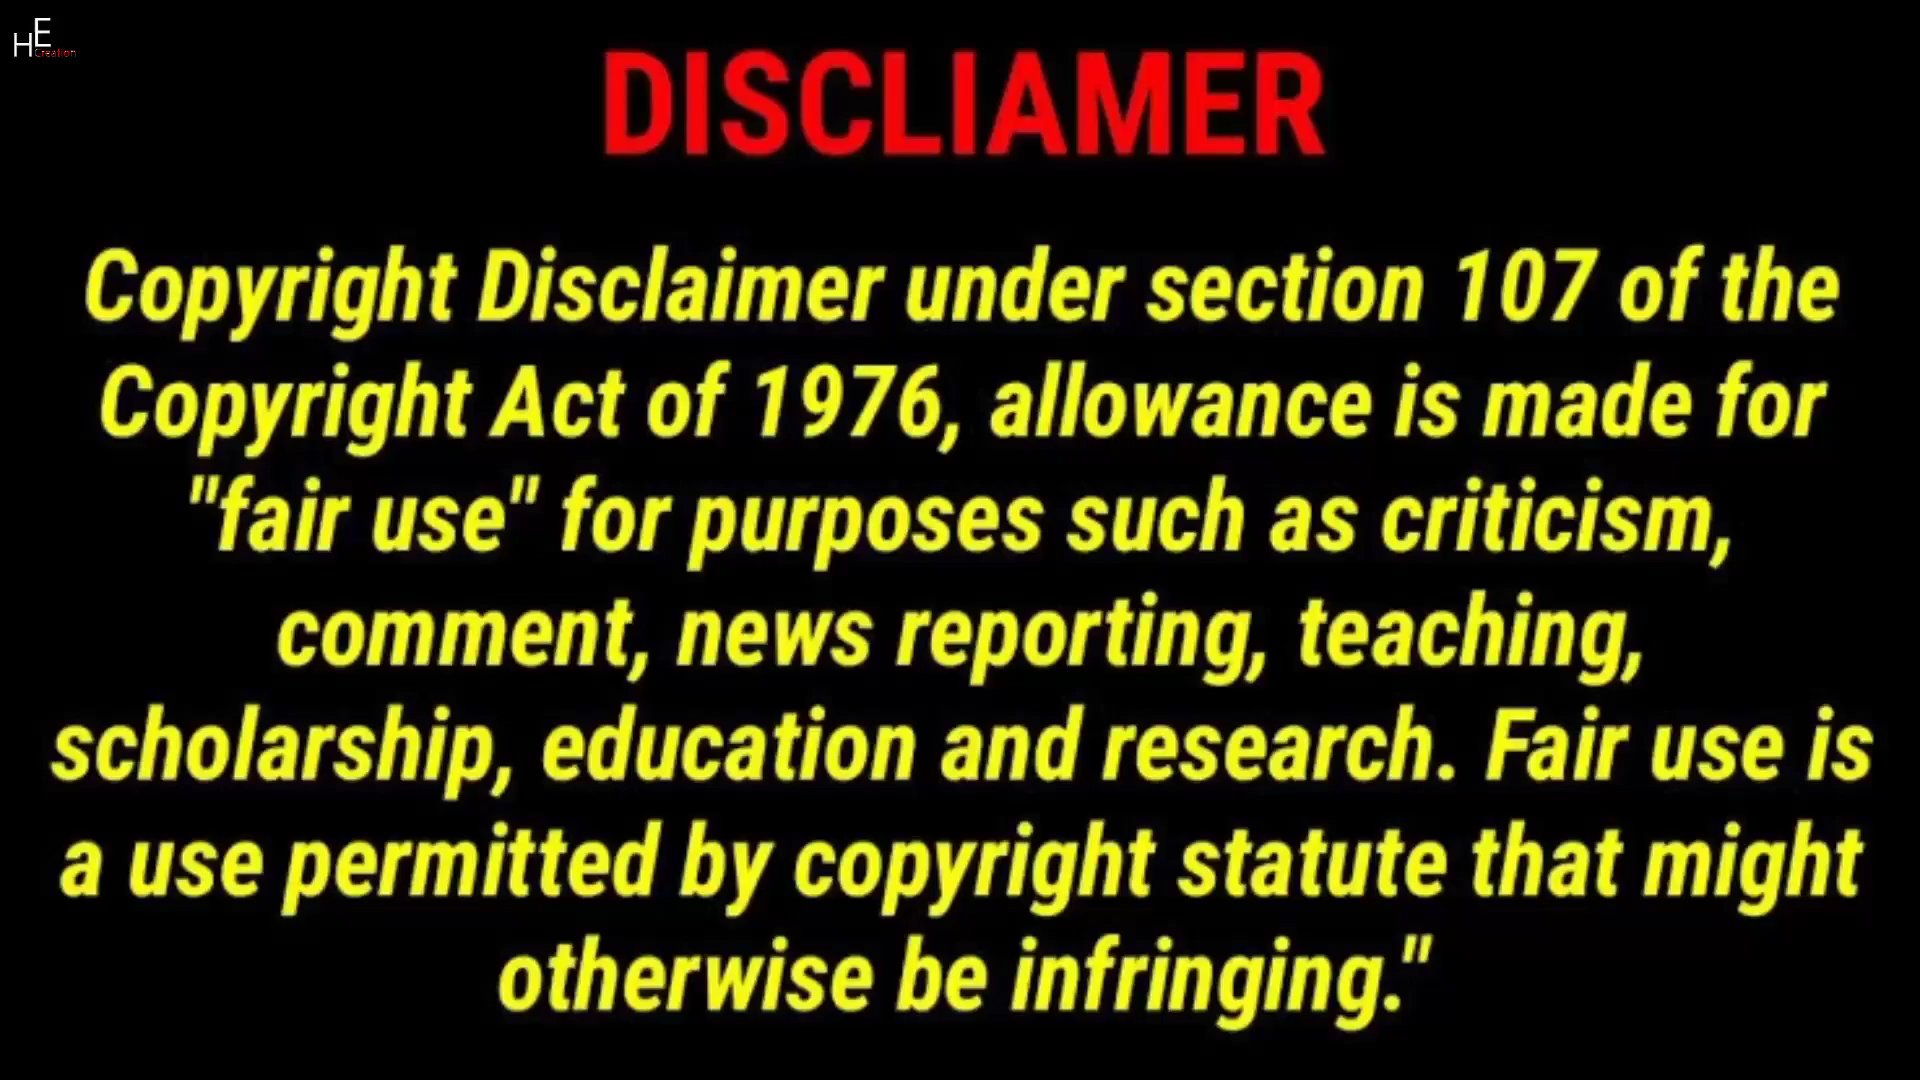 HE
Creation
DISCLIAMER
Copyright Disclaimer under section 107 of the
Copyright Act of 1976, allowance is made for
"fair use" for purposes such as criticism,
comment, news reporting, teaching,
scholarship, education and research. Fair use is
a use permitted by copyright statute that might
otherwise be infringing."